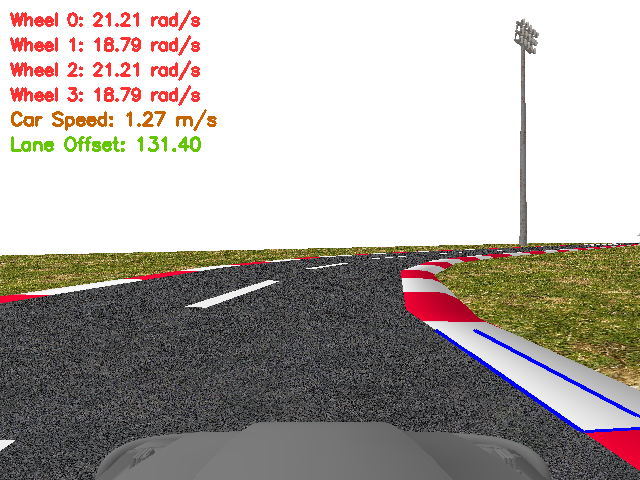 Wheel 0: 21.21 rad/s
Wheel 1: 18.79 rad/s
Wheel 2: 21.21 rad/s
Wheel 3: 18.79 rad/s
Car Speed: 1.27 m/s
Lane Offset: 131.40